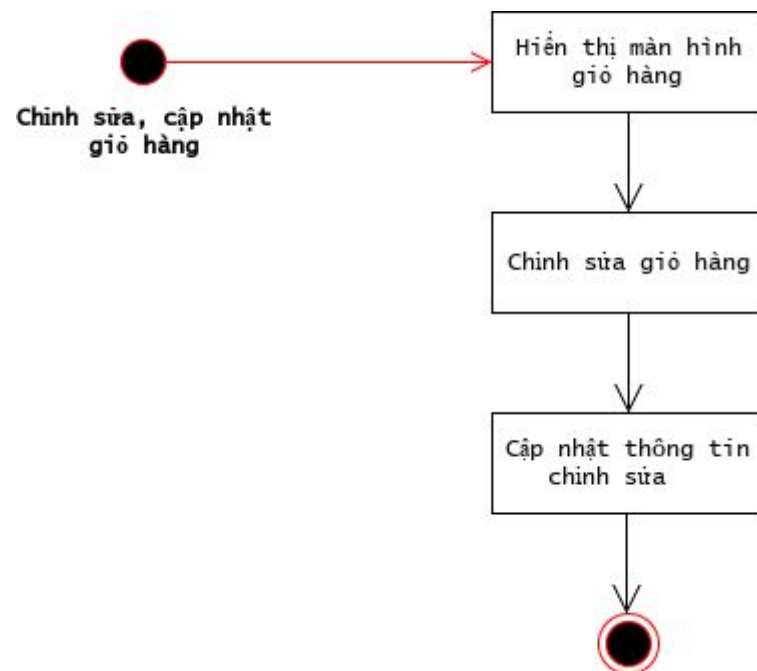 Hiển thị màn hình
giỏ hàng
Chỉnh sửa, cập nhật
giỏ hàng
Chỉnh sửa giỏ hàng
Cập nhật thông tin
chỉnh sửa